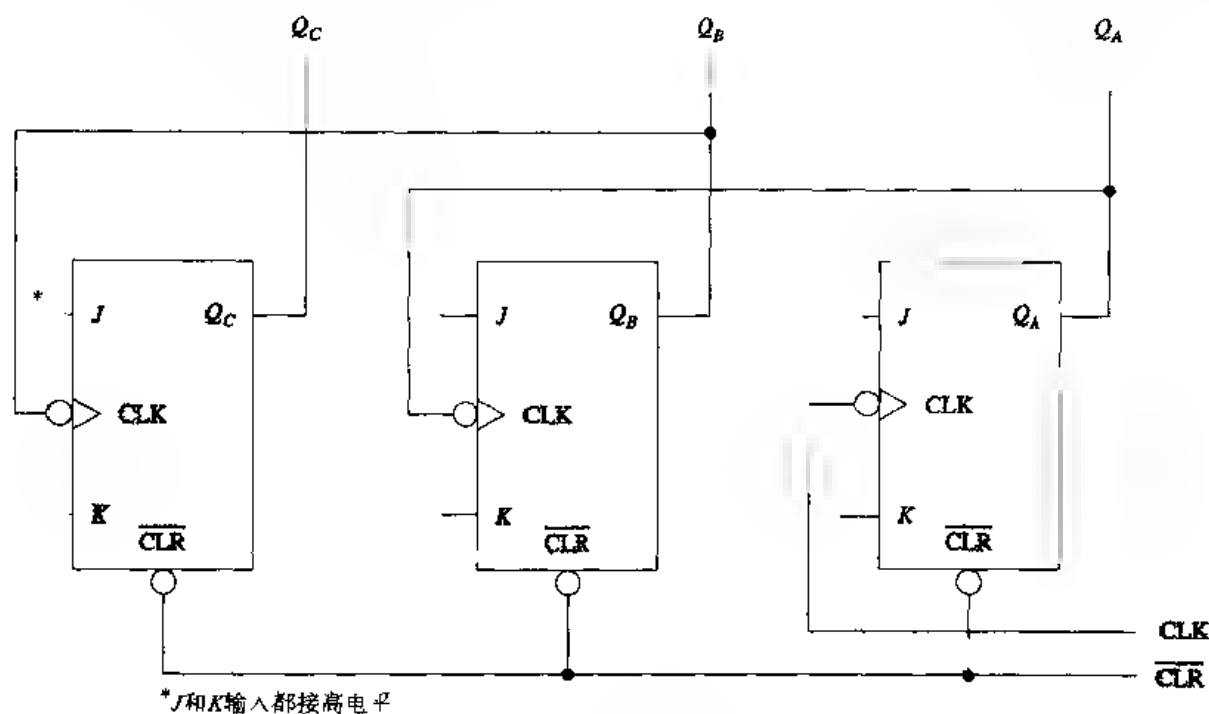 Q_C Q_B Q_A
*
J Q_C J Q_B J Q_A
CLK CLK CLK
K K K
CLR CLR CLR
CLK
CLR
*J和K输入都接高电平